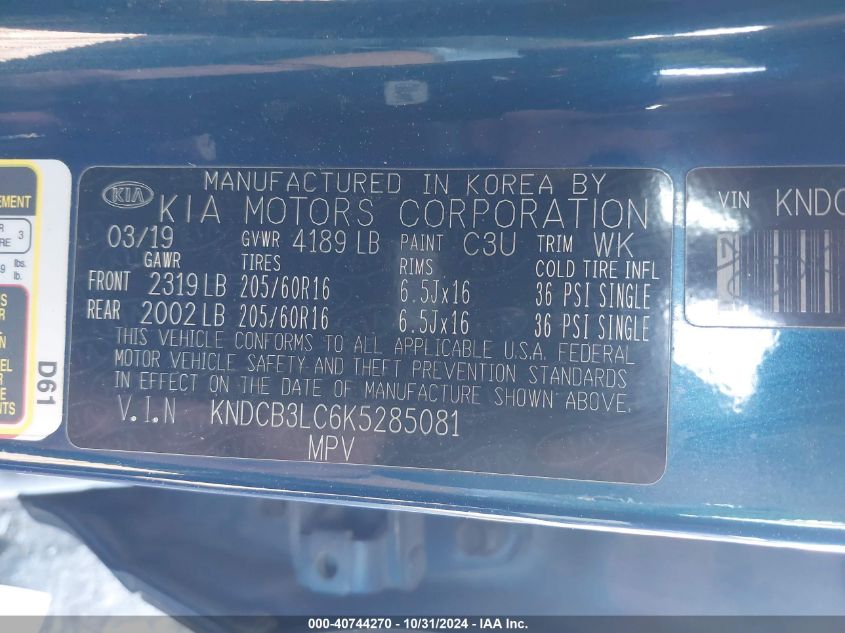 MANUFACTURED IN KOREA BY
KIA KIA MOTORS CORPORATION
03/19 GVWR 4189 LB PAINT C3U TRIM WK
GAWR TIRES RIMS COLD TIRE INFL
FRONT 2319 LB 205/60R16 6.5Jx16 36 PSI SINGLE
REAR 2002 LB 205/60R16 6.5Jx16 36 PSI SINGLE
THIS VEHICLE CONFORMS TO ALL APPLICABLE U.S.A. FEDERAL
MOTOR VEHICLE SAFETY AND THEFT PREVENTION STANDARDS
IN EFFECT ON THE DATE OF MANUFACTURE SHOWN ABOVE.
V.I.N KNDCB3LC6K5285081
MPV
D61
VIN KNDC
EMENT
3
lbs.
lb.
000-40744270 - 10/31/2024 - IAA Inc.